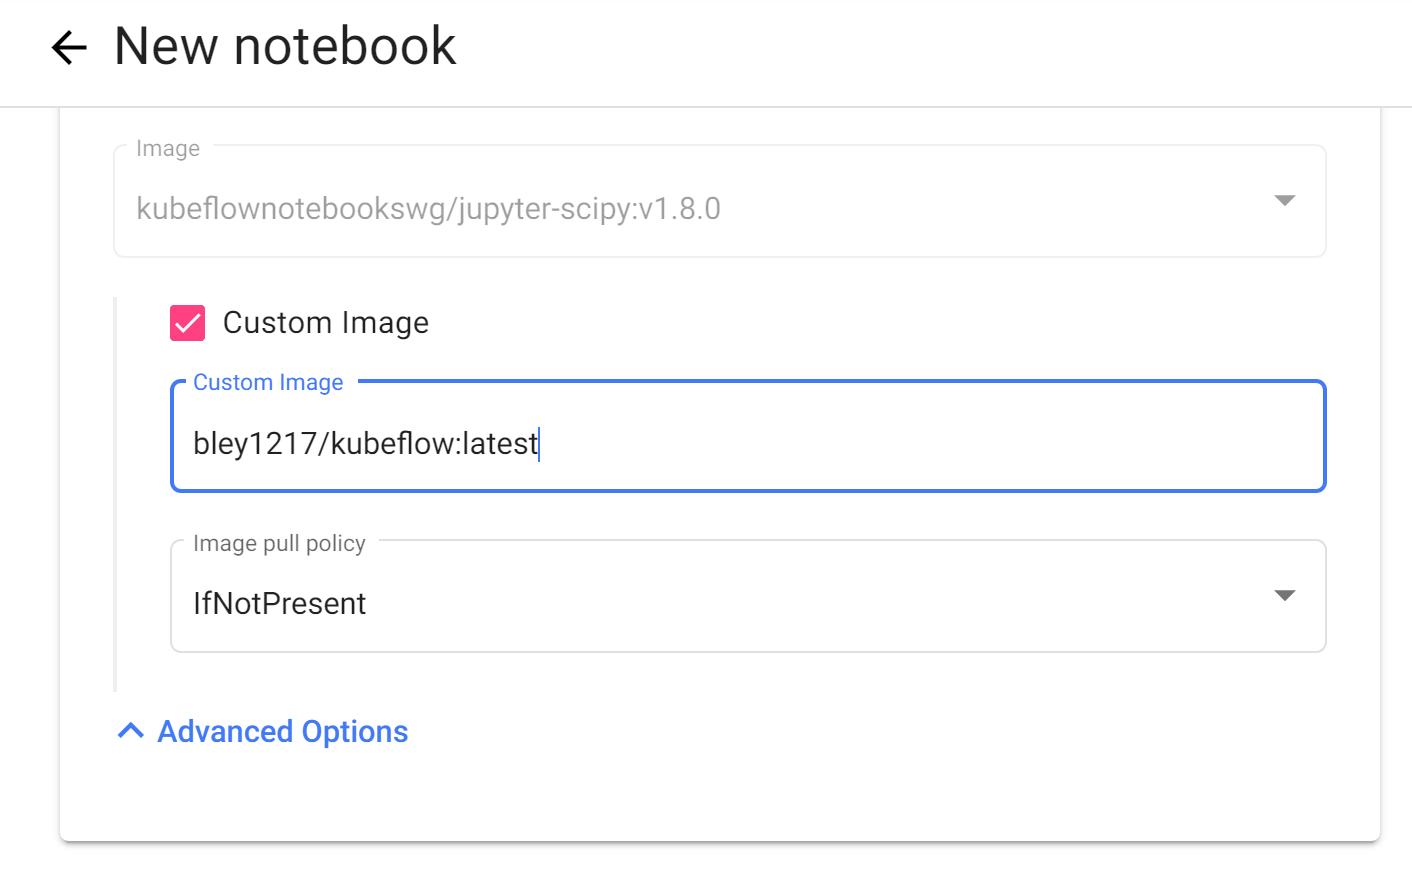 New notebook
Image
kubeflownotebookswg/jupyter-scipy:v1.8.0
Custom Image
Custom Image
bley1217/kubeflow:latest
Image pull policy
IfNotPresent
Advanced Options